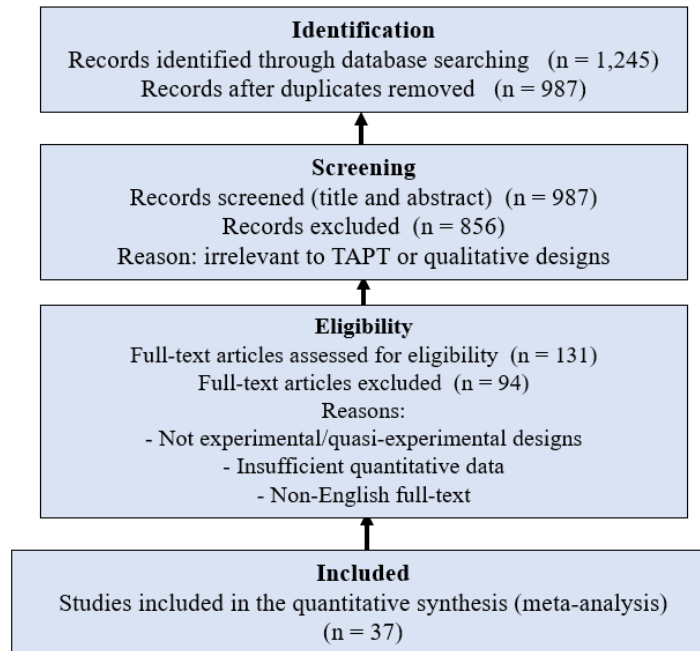 Identification
Records identified through database searching (n = 1,245)
Records after duplicates removed (n = 987)
Screening
Records screened (title and abstract) (n = 987)
Records excluded (n = 856)
Reason: irrelevant to TAPT or qualitative designs
Eligibility
Full-text articles assessed for eligibility (n = 131)
Full-text articles excluded (n = 94)
Reasons:
- Not experimental/quasi-experimental designs
- Insufficient quantitative data
- Non-English full-text
Included
Studies included in the quantitative synthesis (meta-analysis)
(n = 37)